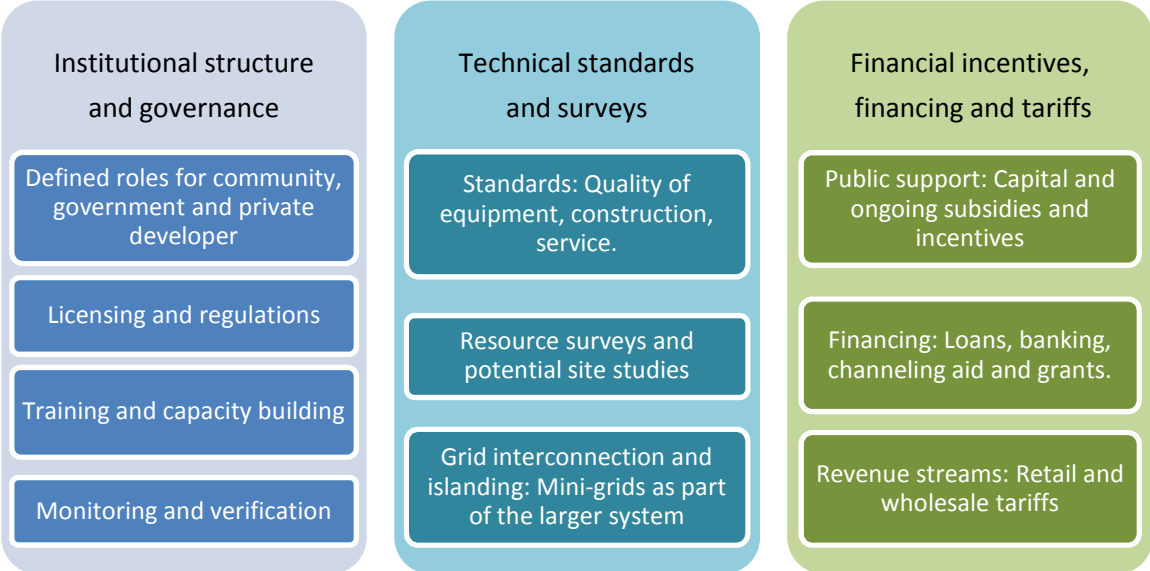 Institutional structure
and governance
Defined roles for community,
government and private
developer
Licensing and regulations
Training and capacity building
Monitoring and verification
Technical standards
and surveys
Standards: Quality of
equipment, construction,
service.
Resource surveys and
potential site studies
Grid interconnection and
islanding: Mini-grids as part
of the larger system
Financial incentives,
financing and tariffs
Public support: Capital and
ongoing subsidies and
incentives
Financing: Loans, banking,
channeling aid and grants.
Revenue streams: Retail and
wholesale tariffs